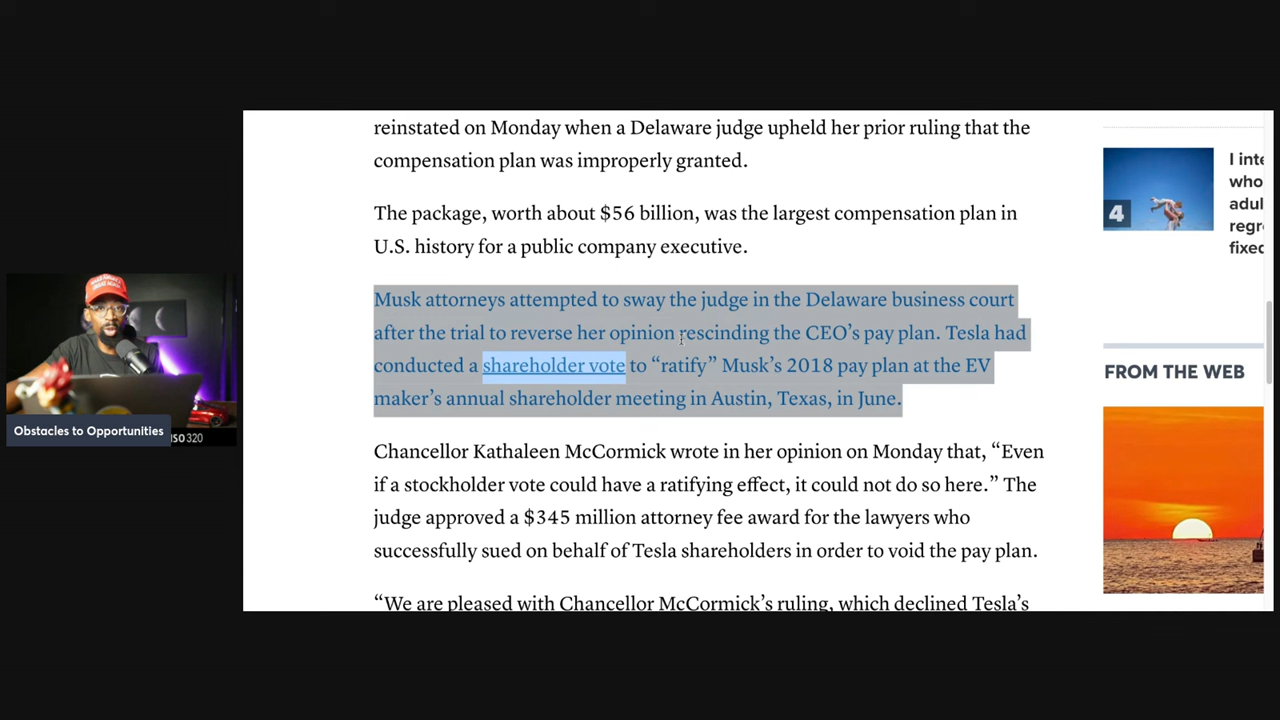 reinstated on Monday when a Delaware judge upheld her prior ruling that the
compensation plan was improperly granted.
The package, worth about $56 billion, was the largest compensation plan in
U.S. history for a public company executive.
Musk attorneys attempted to sway the judge in the Delaware business court
after the trial to reverse her opinion rescinding the CEO’s pay plan. Tesla had
conducted a shareholder vote to “ratify” Musk’s 2018 pay plan at the EV
maker’s annual shareholder meeting in Austin, Texas, in June.
Chancellor Kathaleen McCormick wrote in her opinion on Monday that, “Even
if a stockholder vote could have a ratifying effect, it could not do so here.” The
judge approved a $345 million attorney fee award for the lawyers who
successfully sued on behalf of Tesla shareholders in order to void the pay plan.
“We are pleased with Chancellor McCormick’s ruling, which declined Tesla’s
4
I inte
who
adul
regr
fixed
FROM THE WEB
Obstacles to Opportunities
ISO 320